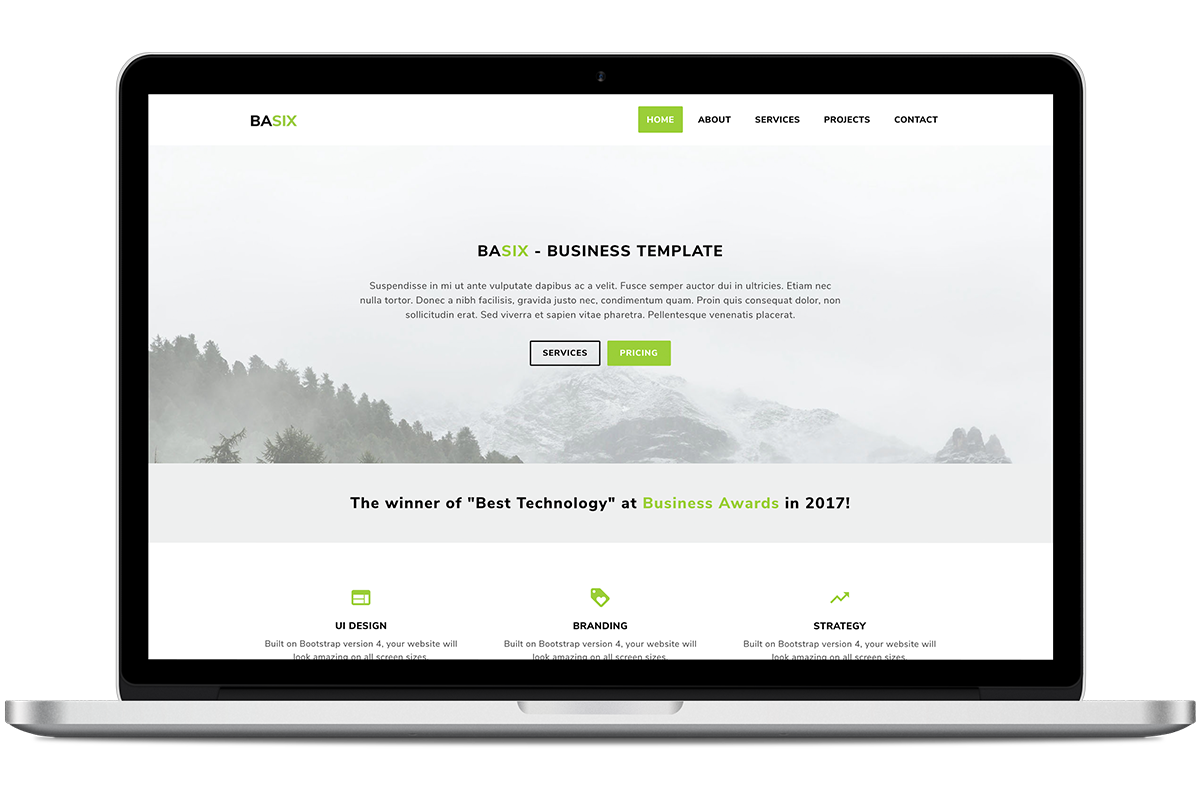 BASIX
HOME ABOUT SERVICES PROJECTS CONTACT
BASIX - BUSINESS TEMPLATE
Suspendisse in mi ut ante vulputate dapibus ac a velit. Fusce semper auctor dui in ultricies. Etiam nec
nulla tortor. Donec a nibh facilisis, gravida justo nec, condimentum quam. Proin quis consequat dolor, non
sollicitudin erat. Sed viverra et sapien vitae pharetra. Pellentesque venenatis placerat.
SERVICES PRICING
The winner of "Best Technology" at Business Awards in 2017!
UI DESIGN
Built on Bootstrap version 4, your website will
look amazing on all screen sizes.
BRANDING
Built on Bootstrap version 4, your website will
look amazing on all screen sizes.
STRATEGY
Built on Bootstrap version 4, your website will
look amazing on all screen sizes.